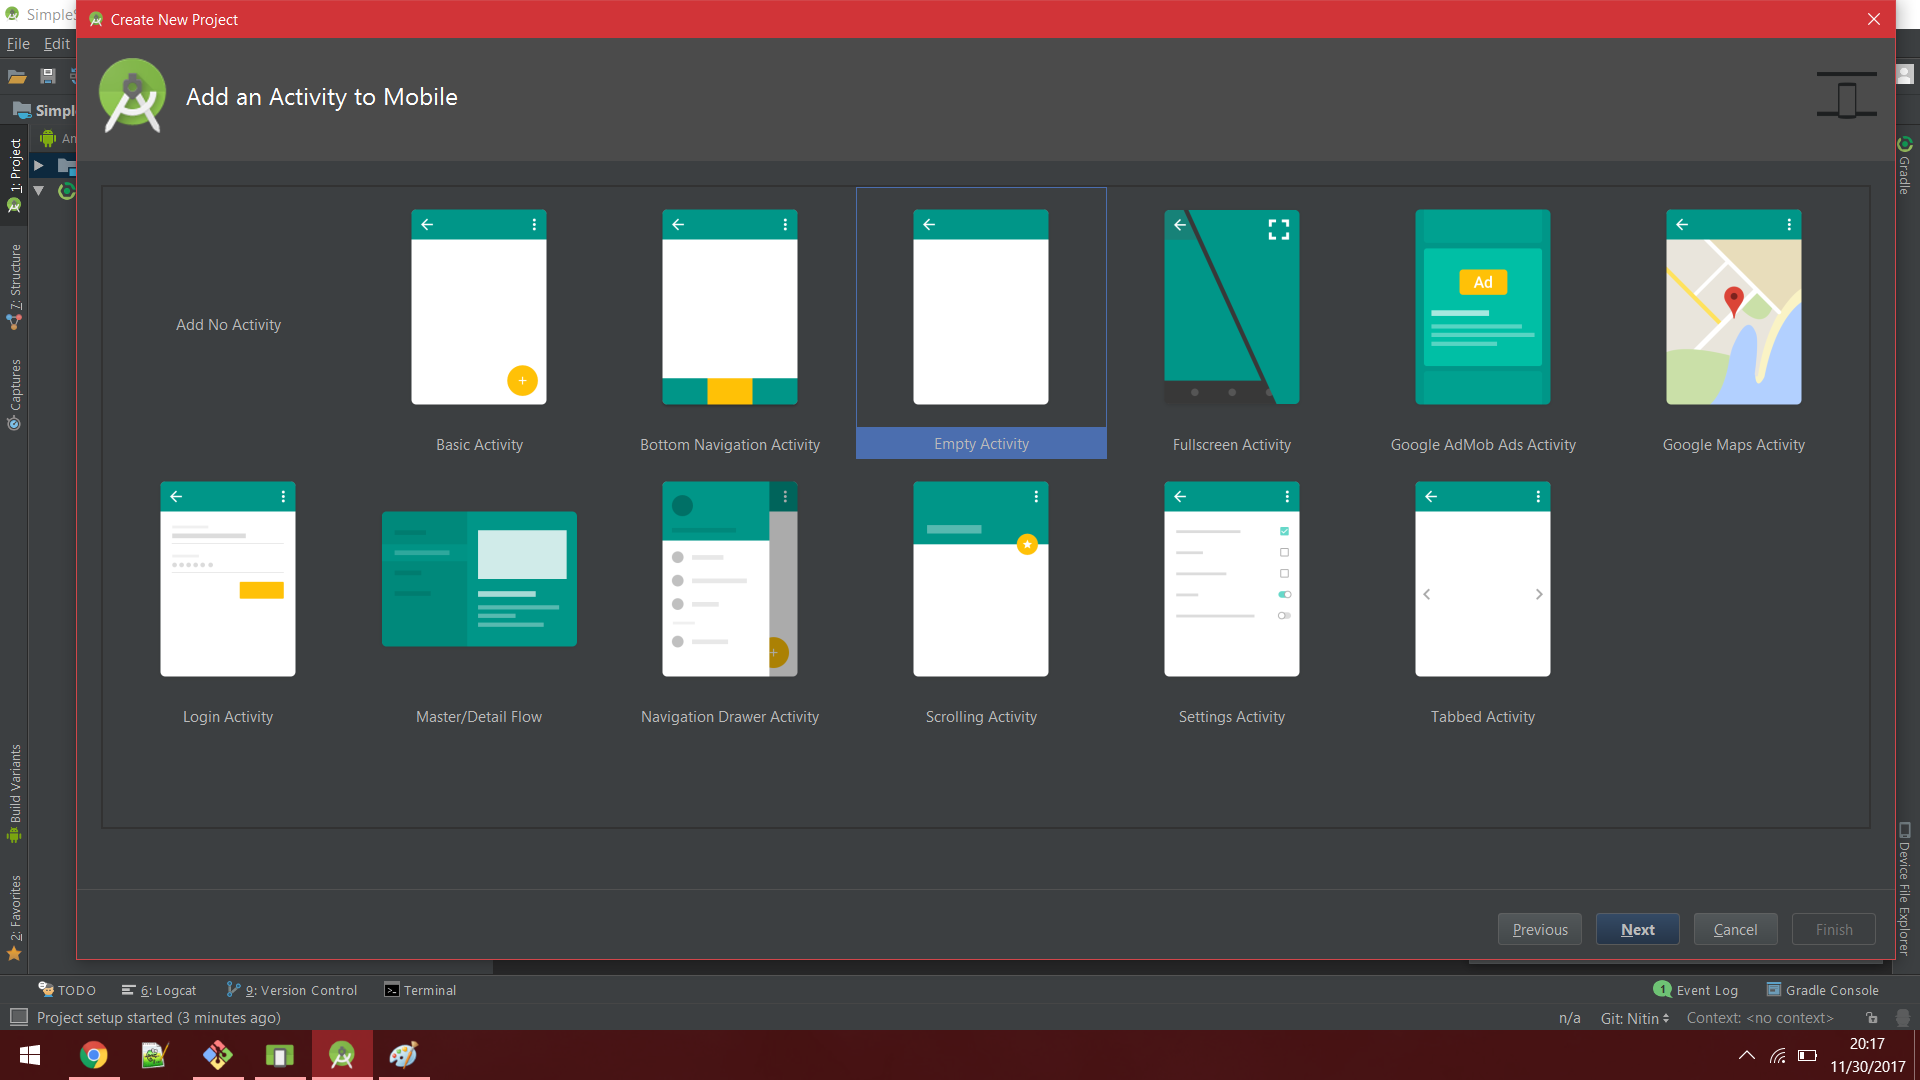 SimpleS
Create New Project
File Edit
Add an Activity to Mobile
Simpl
An
1: Project
7: Structure
Captures
Build Variants
2: Favorites
Gradle
Device File Explorer
Add No Activity
Basic Activity
Bottom Navigation Activity
Empty Activity
Fullscreen Activity
Ad
Google AdMob Ads Activity
Google Maps Activity
Login Activity
Master/Detail Flow
Navigation Drawer Activity
Scrolling Activity
Settings Activity
Tabbed Activity
Previous Next Cancel Finish
TODO 6: Logcat 9: Version Control Terminal 1 Event Log Gradle Console
Project setup started (3 minutes ago) n/a Git: Nitin Context: <no context>
20:17
11/30/2017